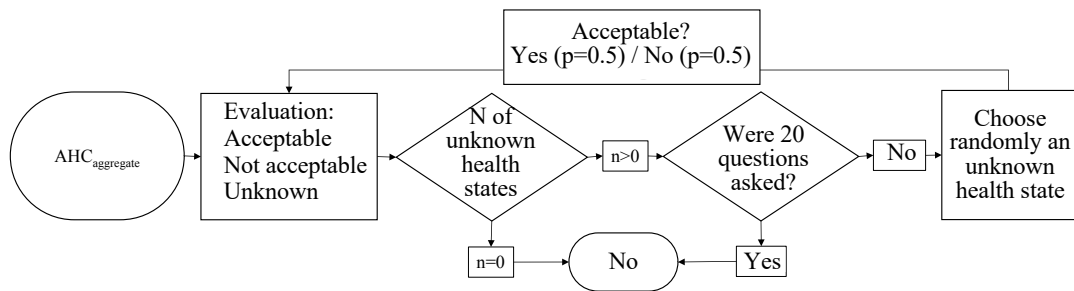 Acceptable?
Yes (p=0.5) / No (p=0.5)
AHCaggregate
Evaluation:
Acceptable
Not acceptable
Unknown
N of
unknown
health
states
n>0
Were 20
questions
asked?
No
Choose
randomly an
unknown
health state
n=0
No
Yes